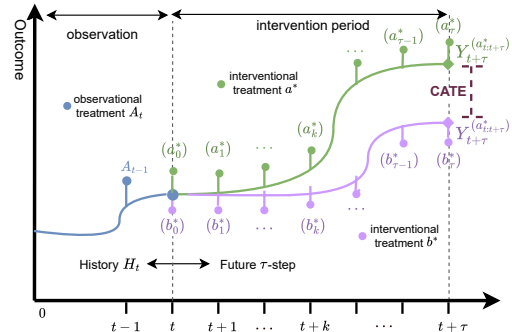 observation
intervention period
Outcome
(a*_{τ−1})
(a*_τ)
...
Y_{t+τ}^{(a*_{t:t+τ})}
interventional
treatment a*
CATE
observational
treatment A_t
A_{t−1}
(a*_0)
(a*_1)
...
(a*_k)
Y_{t+τ}^{(a*_{t:t+τ})}
(b*_{τ−1})
(b*_τ)
(b*_0)
(b*_1)
...
(b*_k)
...
interventional
treatment b*
History H_t
Future τ-step
0
t − 1
t
t + 1
...
t + k
...
t + τ